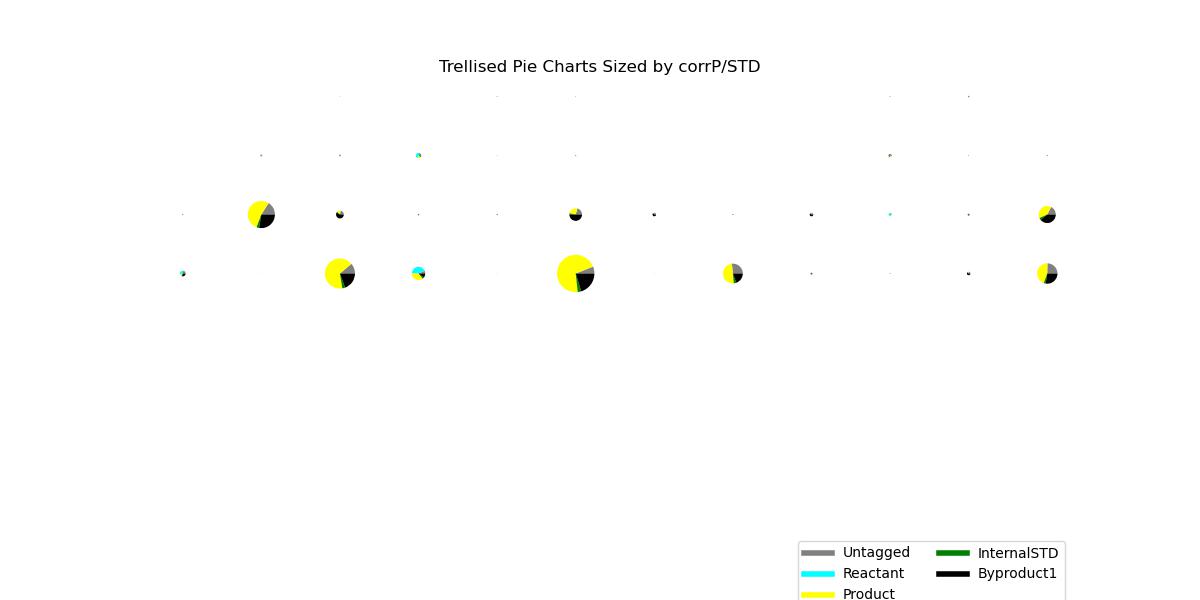 Trellised Pie Charts Sized by corrP/STD
Untagged
Reactant
Product
InternalSTD
Byproduct1